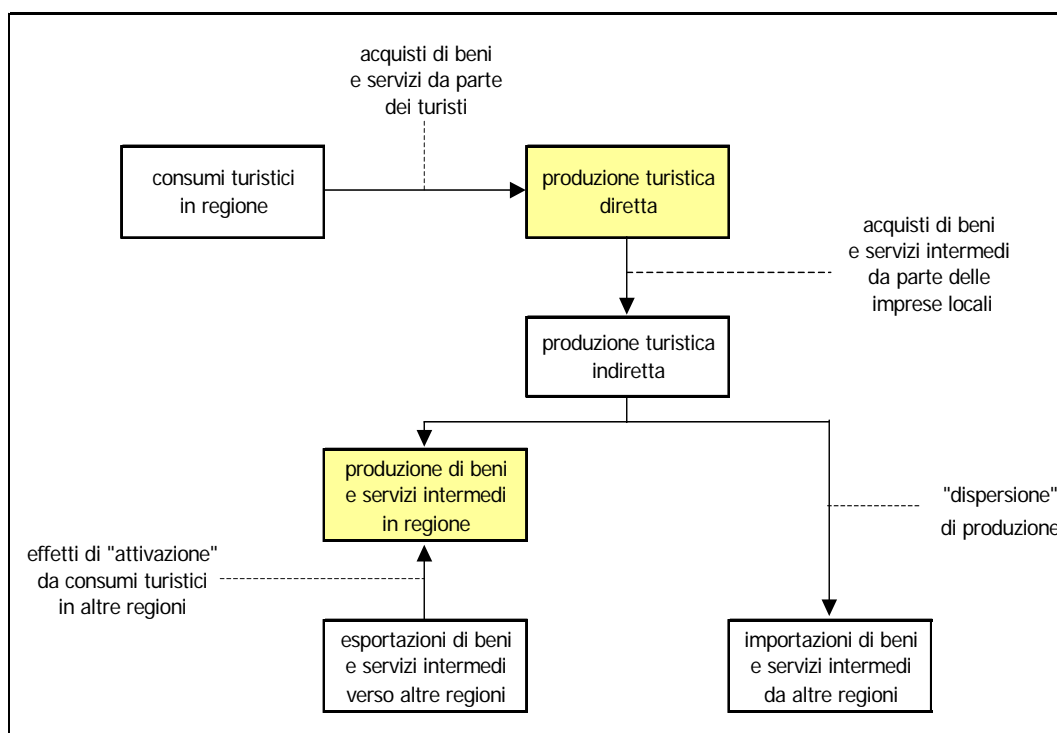 acquisti di beni
e servizi da parte
dei turisti
consumi turistici
in regione
produzione turistica
diretta
acquisti di beni
e servizi intermedi
da parte delle
imprese locali
produzione turistica
indiretta
produzione di beni
e servizi intermedi
in regione
"dispersione"
di produzione
effetti di "attivazione"
da consumi turistici
in altre regioni
esportazioni di beni
e servizi intermedi
verso altre regioni
importazioni di beni
e servizi intermedi
da altre regioni